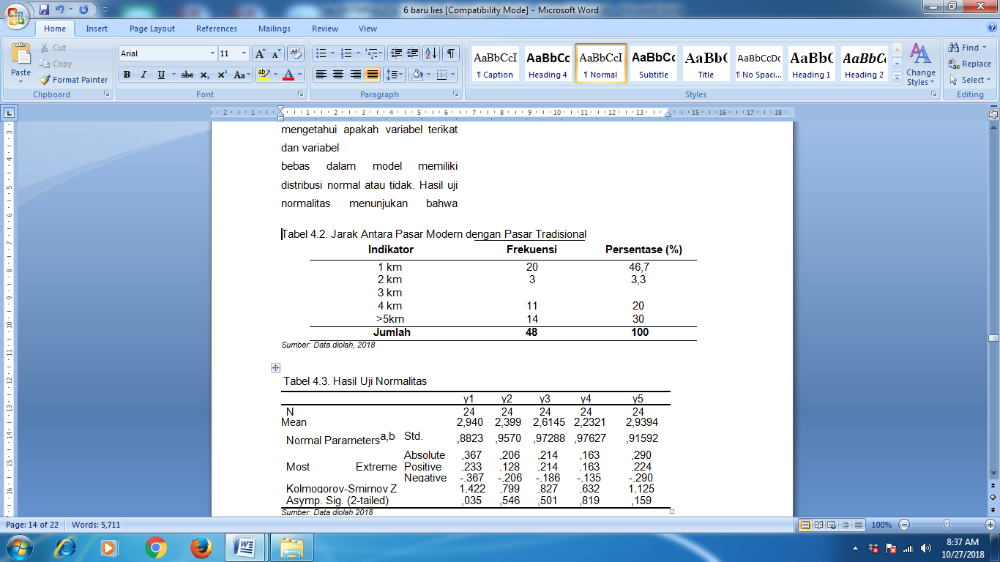 6 baru lies [Compatibility Mode] - Microsoft Word
Home Insert Page Layout References Mailings Review View
Paste
Cut
Copy
Format Painter
Clipboard
Arial 11
Font
Paragraph
AaBbCcI AaBbCc AaBbCcI AaBbCc AaBb( AaBbCcDc AaBb( AaBbCc
¶ Caption Heading 4 ¶ Normal Subtitle Title ¶ No Spaci... Heading 1 Heading 2
Change Styles
Styles
Find
Replace
Select
Editing
2 1 1 2 3 4 5 6 7 8 9 10 11 12 13 15 16 17 18
mengetahui apakah variabel terikat
dan variabel
bebas dalam model memiliki
distribusi normal atau tidak. Hasil uji
normalitas menunjukan bahwa
Tabel 4.2. Jarak Antara Pasar Modern dengan Pasar Tradisional
Indikator Frekuensi Persentase (%)
1 km 20 46,7
2 km 3 3,3
3 km
4 km 11 20
>5km 14 30
Jumlah 48 100
Sumber: Data diolah, 2018
Tabel 4.3. Hasil Uji Normalitas
y1 y2 y3 y4 y5
N 24 24 24 24 24
Mean 2,940 2,399 2,6145 2,2321 2,9394
Normal Parametersa,b Std. ,8823 ,9570 ,97288 ,97627 ,91592
Absolute ,367 ,206 ,214 ,163 ,290
Most Extreme Positive ,233 ,128 ,214 ,163 ,224
Negative -,367 -,206 -,186 -,135 -,290
Kolmogorov-Smirnov Z 1,422 ,799 ,827 ,632 1,125
Asymp. Sig. (2-tailed) ,035 ,546 ,501 ,819 ,159
Sumber: Data diolah 2018
Page: 14 of 22 Words: 5,711 100%
8:37 AM
10/27/2018